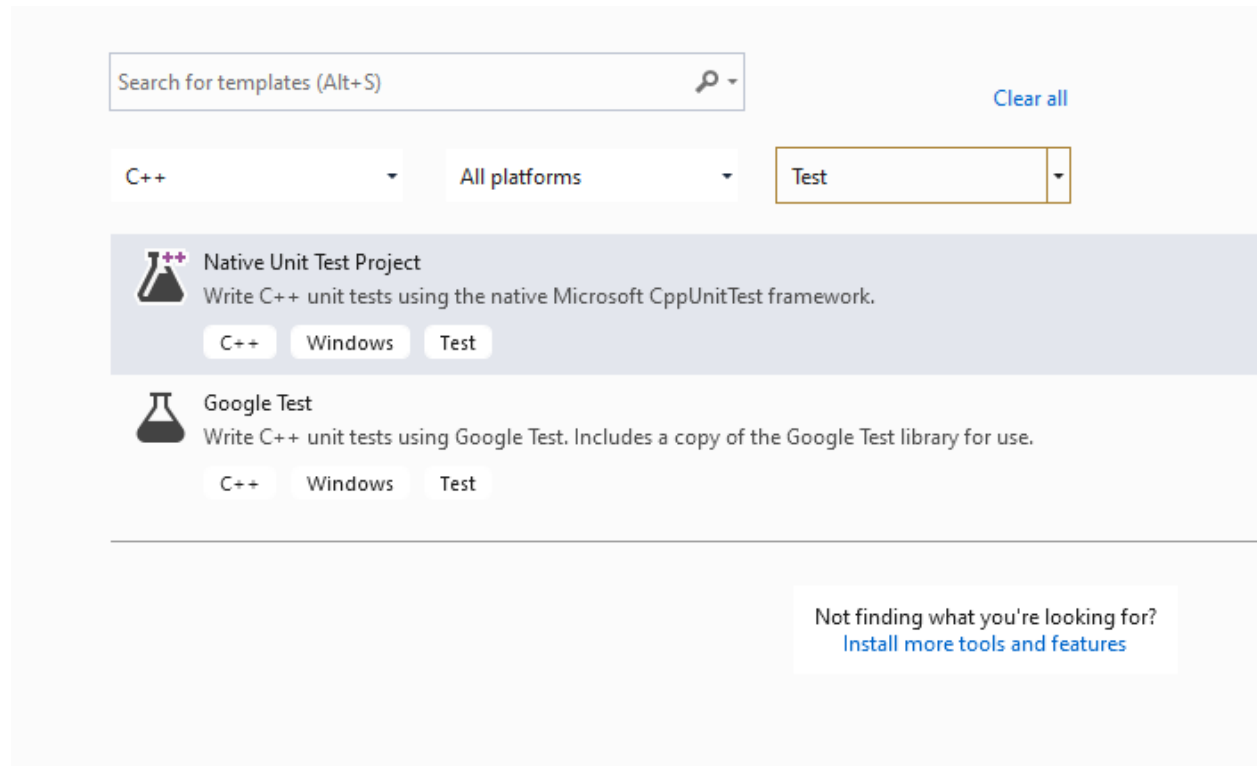 Search for templates (Alt+S)
Clear all
C++
All platforms
Test
Native Unit Test Project
Write C++ unit tests using the native Microsoft CppUnitTest framework.
C++ Windows Test
Google Test
Write C++ unit tests using Google Test. Includes a copy of the Google Test library for use.
C++ Windows Test
Not finding what you're looking for?
Install more tools and features